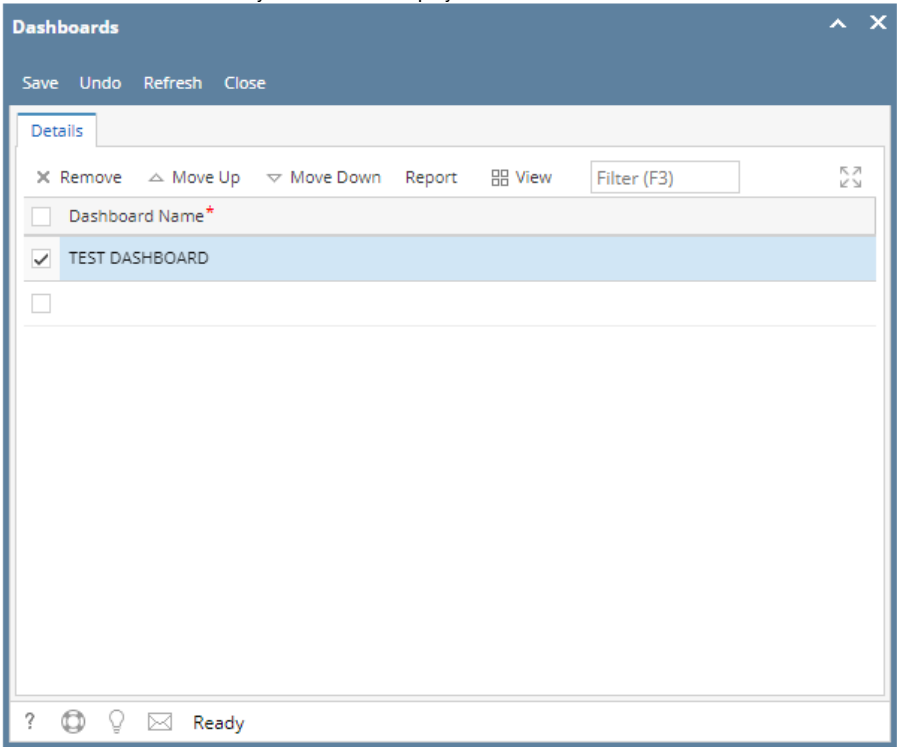 Dashboards
Save Undo Refresh Close
Details
Remove Move Up Move Down Report View Filter (F3)
Dashboard Name*
TEST DASHBOARD
? Ready